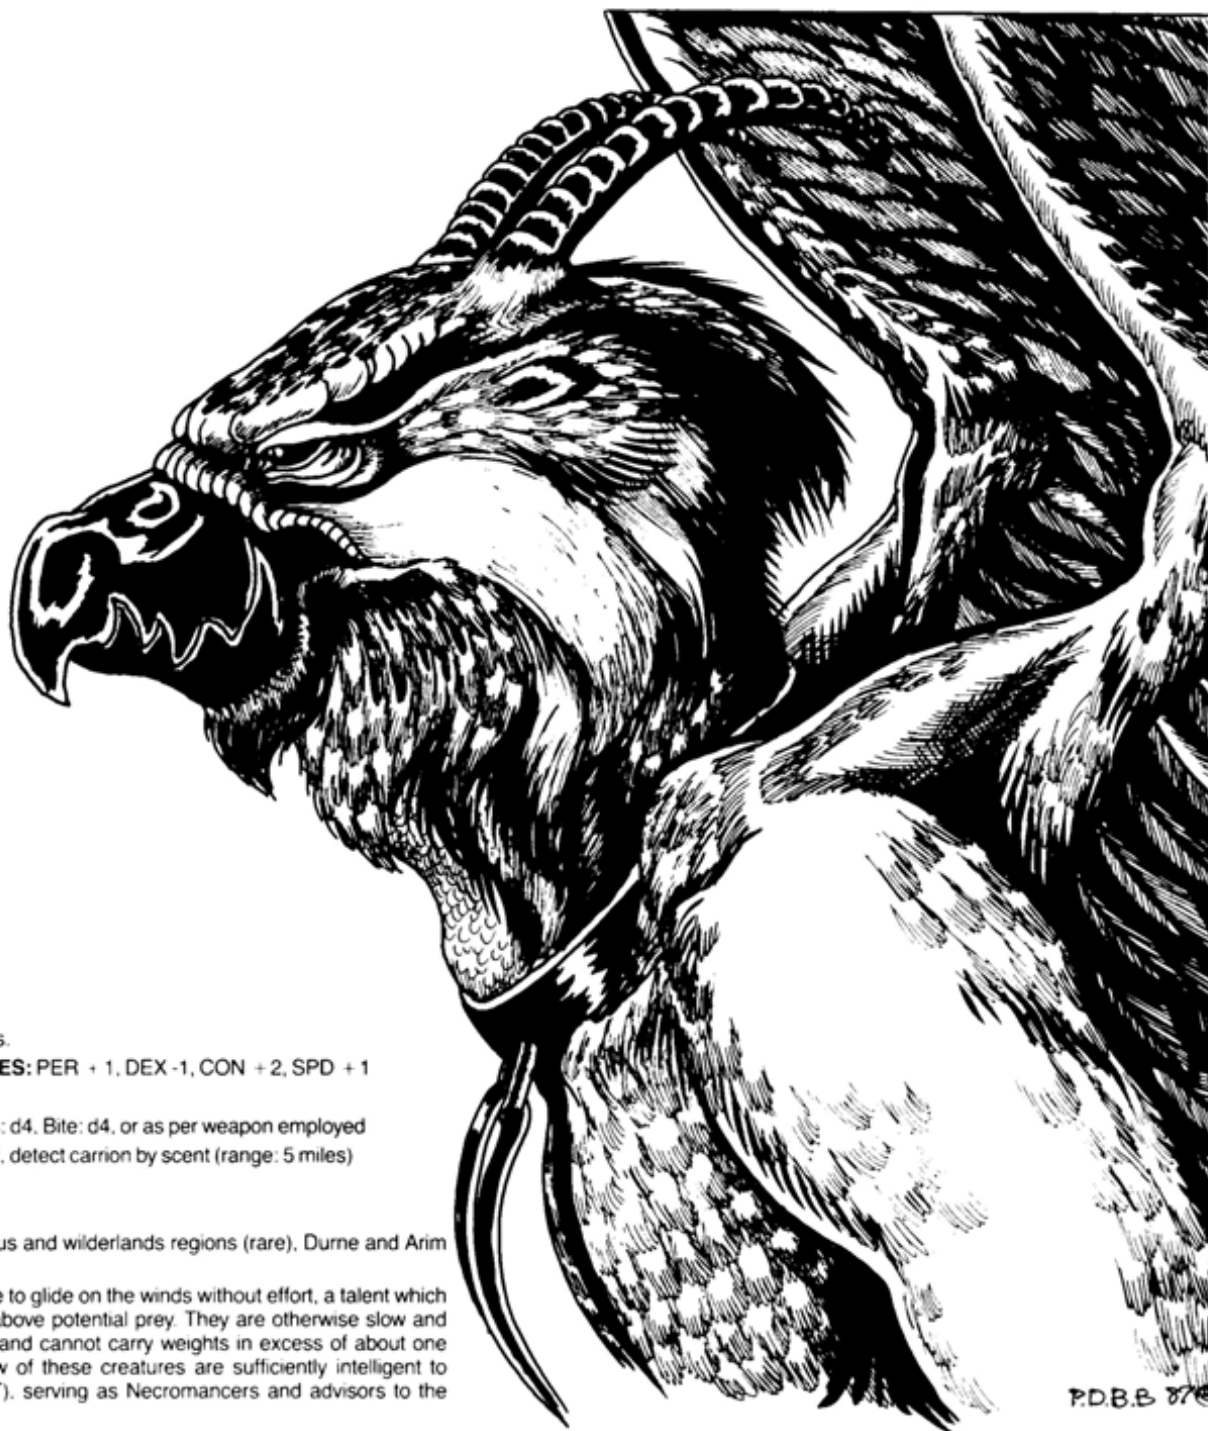 s.
ES: PER + 1, DEX -1, CON + 2, SPD + 1
: d4. Bite: d4, or as per weapon employed
, detect carrion by scent (range: 5 miles)
us and wilderlands regions (rare), Durne and Arim
e to glide on the winds without effort, a talent which
above potential prey. They are otherwise slow and
and cannot carry weights in excess of about one
w of these creatures are sufficiently intelligent to
). serving as Necromancers and advisors to the
P.D.B.B 87